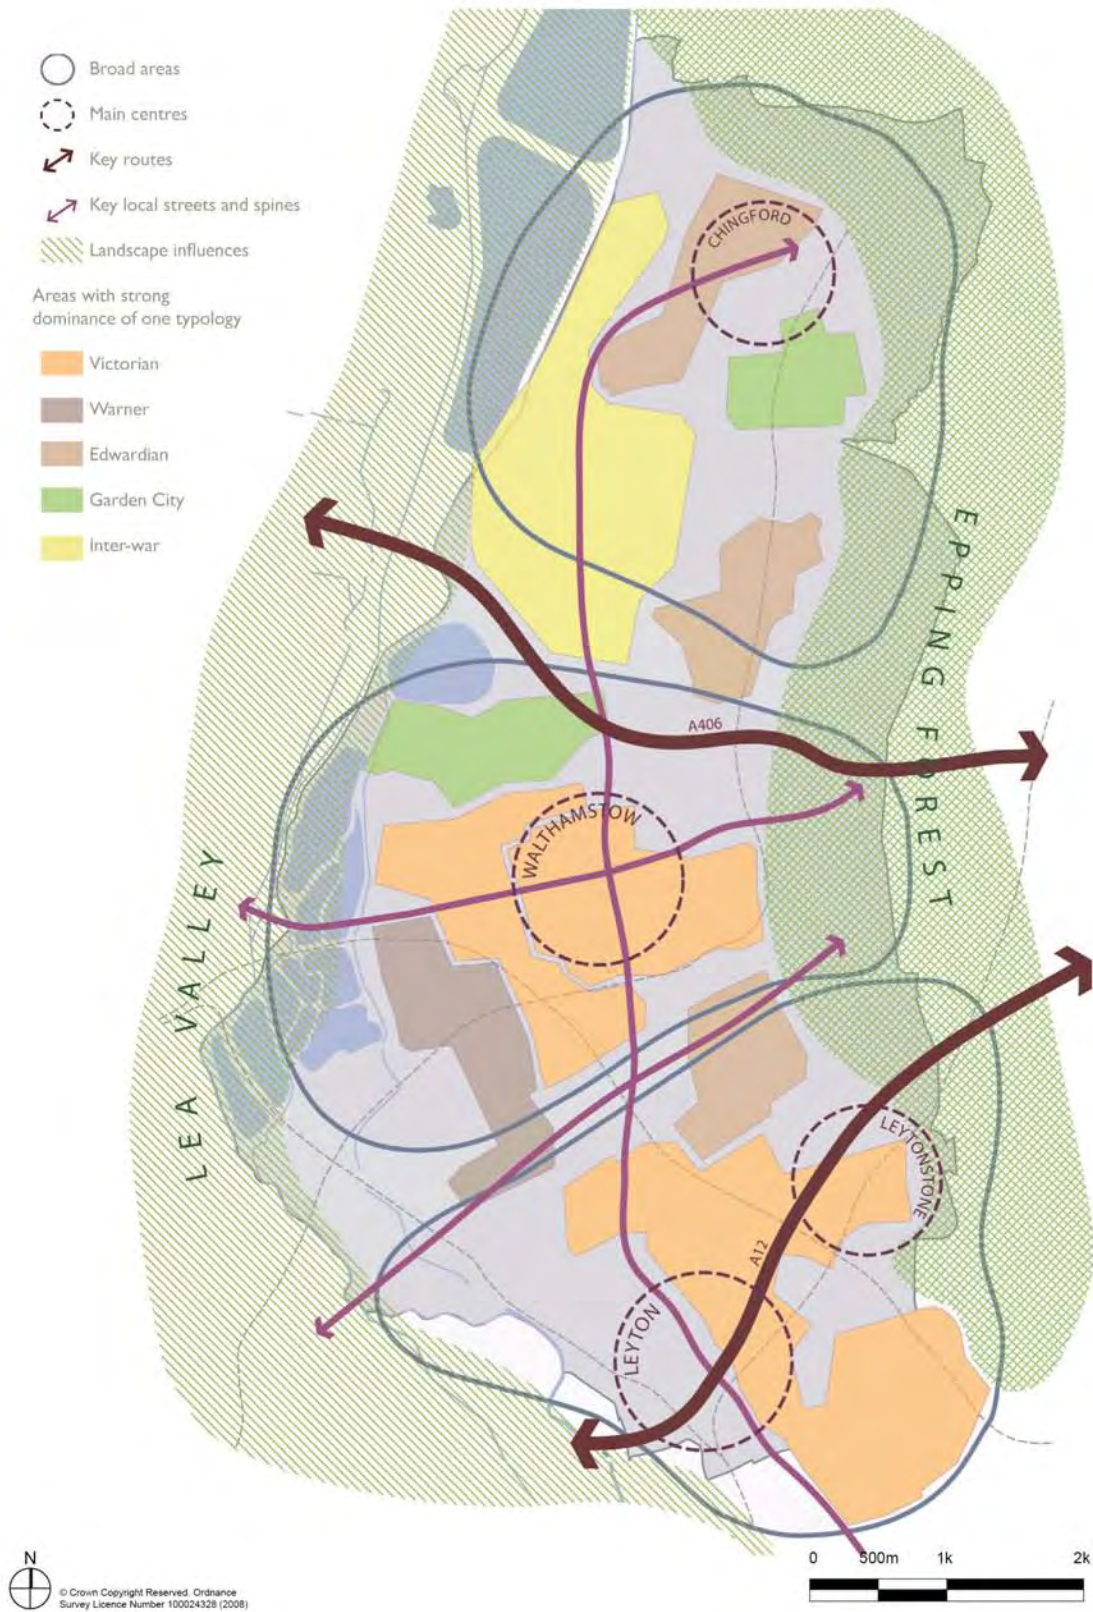 Broad areas
Main centres
Key routes
Key local streets and spines
Landscape influences
Areas with strong
dominance of one typology
Victorian
Warner
Edwardian
Garden City
Inter-war
CHINGFORD
EPPING FOREST
A406
WALTHAMSTOW
LEA VALLEY
LEYTONSTONE
A12
LEYTON
N
© Crown Copyright Reserved. Ordnance
Survey Licence Number 100024328 (2008)
0 500m 1k 2k